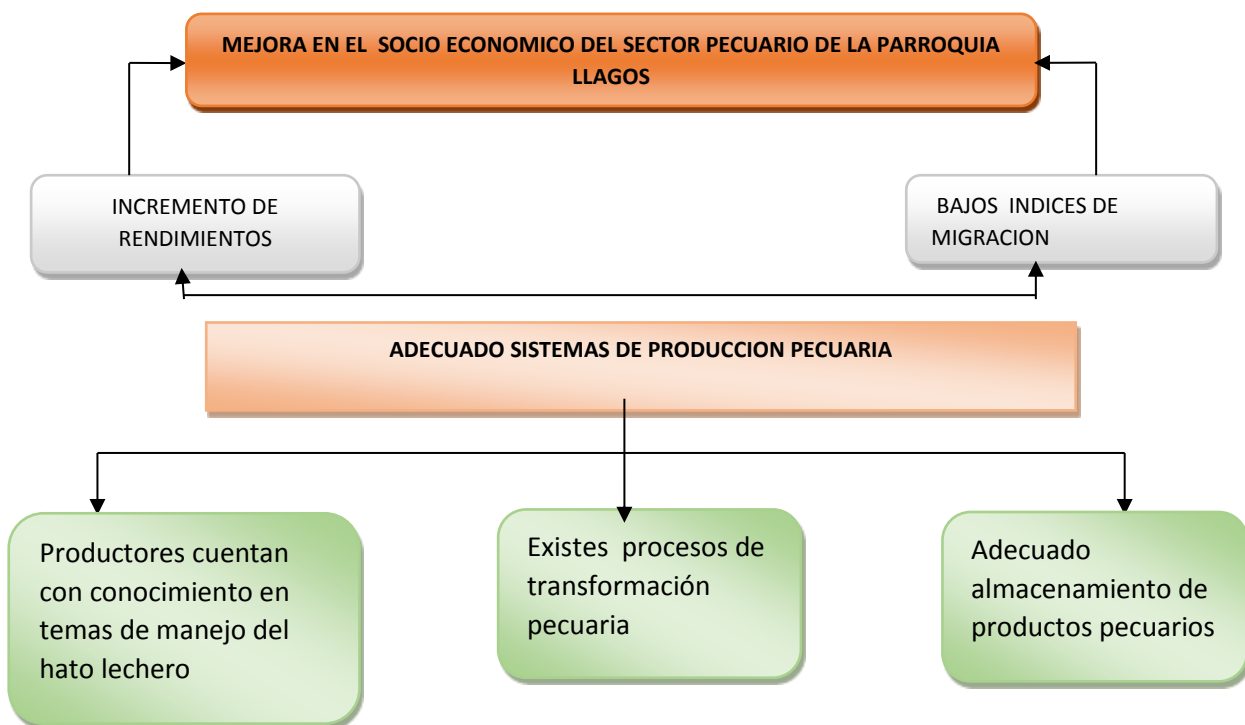 MEJORA EN EL SOCIO ECONOMICO DEL SECTOR PECUARIO DE LA PARROQUIA
LLAGOS
INCREMENTO DE
RENDIMIENTOS
BAJOS INDICES DE
MIGRACION
ADECUADO SISTEMAS DE PRODUCCION PECUARIA
Productores cuentan
con conocimiento en
temas de manejo del
hato lechero
Existes procesos de
transformación
pecuaria
Adecuado
almacenamiento de
productos pecuarios